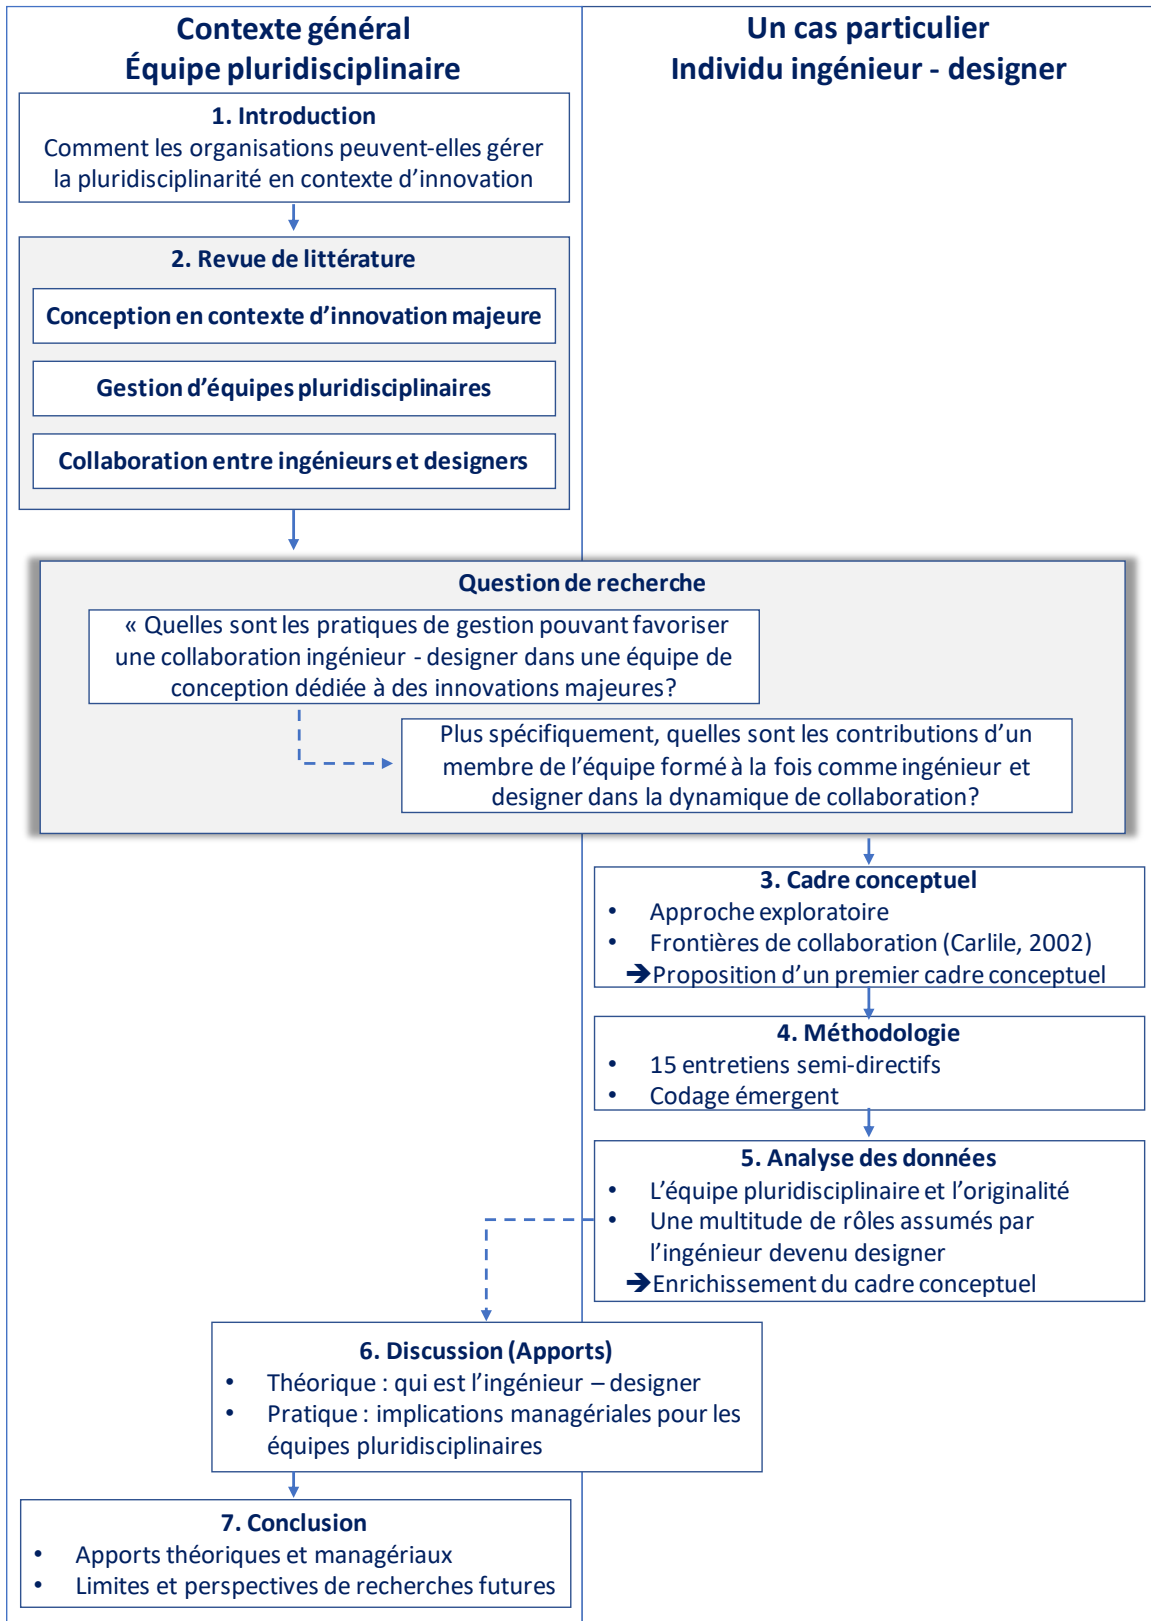 Contexte général
Équipe pluridisciplinaire
Un cas particulier
Individu ingénieur - designer
1. Introduction
Comment les organisations peuvent-elles gérer
la pluridisciplinarité en contexte d’innovation
2. Revue de littérature
Conception en contexte d’innovation majeure
Gestion d’équipes pluridisciplinaires
Collaboration entre ingénieurs et designers
Question de recherche
« Quelles sont les pratiques de gestion pouvant favoriser
une collaboration ingénieur - designer dans une équipe de
conception dédiée à des innovations majeures?
Plus spécifiquement, quelles sont les contributions d’un
membre de l’équipe formé à la fois comme ingénieur et
designer dans la dynamique de collaboration?
3. Cadre conceptuel
• Approche exploratoire
• Frontières de collaboration (Carlile, 2002)
➔Proposition d’un premier cadre conceptuel
4. Méthodologie
• 15 entretiens semi-directifs
• Codage émergent
5. Analyse des données
• L’équipe pluridisciplinaire et l’originalité
• Une multitude de rôles assumés par
l’ingénieur devenu designer
➔Enrichissement du cadre conceptuel
6. Discussion (Apports)
• Théorique : qui est l’ingénieur – designer
• Pratique : implications managériales pour les
équipes pluridisciplinaires
7. Conclusion
• Apports théoriques et managériaux
• Limites et perspectives de recherches futures